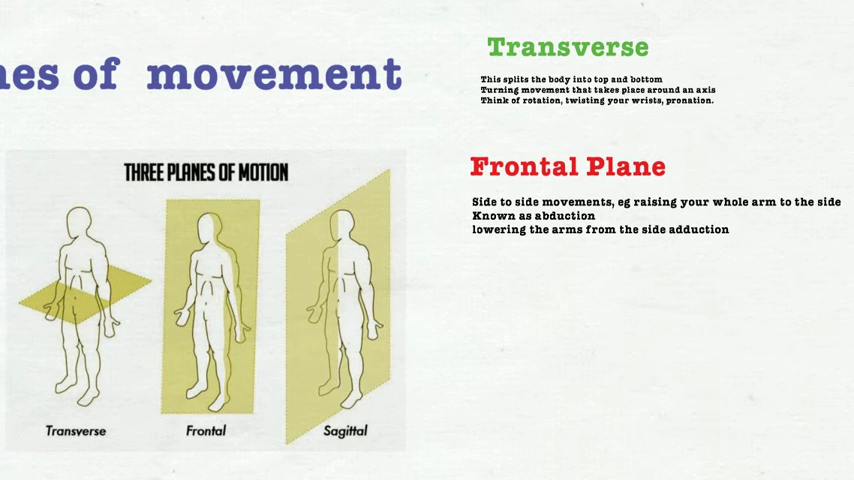 of movement
THREE PLANES OF MOTION
Transverse
Frontal
Sagittal
Transverse
This splits the body into top and bottom
Turning movement that takes place around an axis
Think of rotation, twisting your wrists, pronation.
Frontal Plane
Side to side movements, eg raising your whole arm to the side
Known as abduction
lowering the arms from the side adduction